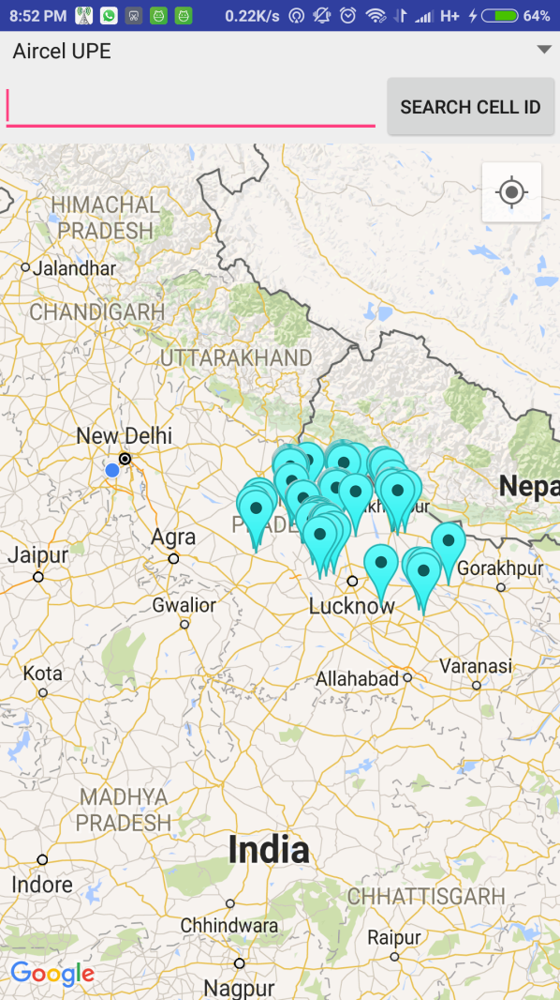 8:52 PM 0.22K/s H+ 64%
Aircel UPE
SEARCH CELL ID
HIMACHAL
PRADESH
Jalandhar
CHANDIGARH
UTTARAKHAND
New Delhi
Nepa
PRADE
Agra
Jaipur
Gorakhpur
Lucknow
Gwalior
Kota
Varanasi
Allahabad
MADHYA
PRADESH
India
Indore
CHHATTISGARH
Chhindwara
Raipur
Google
Nagpur